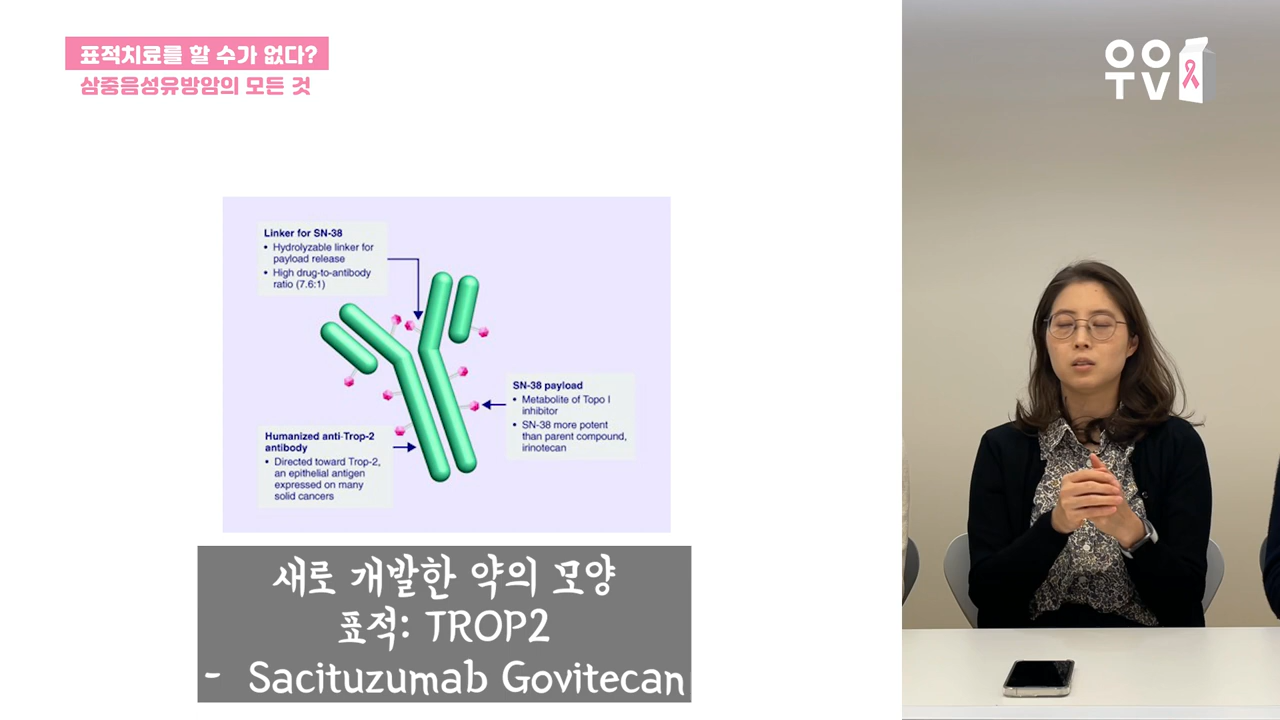 표적치료를 할 수가 없다?
삼중음성유방암의 모든 것
OO
TV
Linker for SN-38
• Hydrolyzable linker for
payload release
• High drug-to-antibody
ratio (7.6:1)
SN-38 payload
• Metabolite of Topo I
inhibitor
• SN-38 more potent
than parent compound,
irinotecan
Humanized anti-Trop-2
antibody
• Directed toward Trop-2,
an epithelial antigen
expressed on many
solid cancers
새로 개발한 약의 모양
표적: TROP2
- Sacituzumab Govitecan